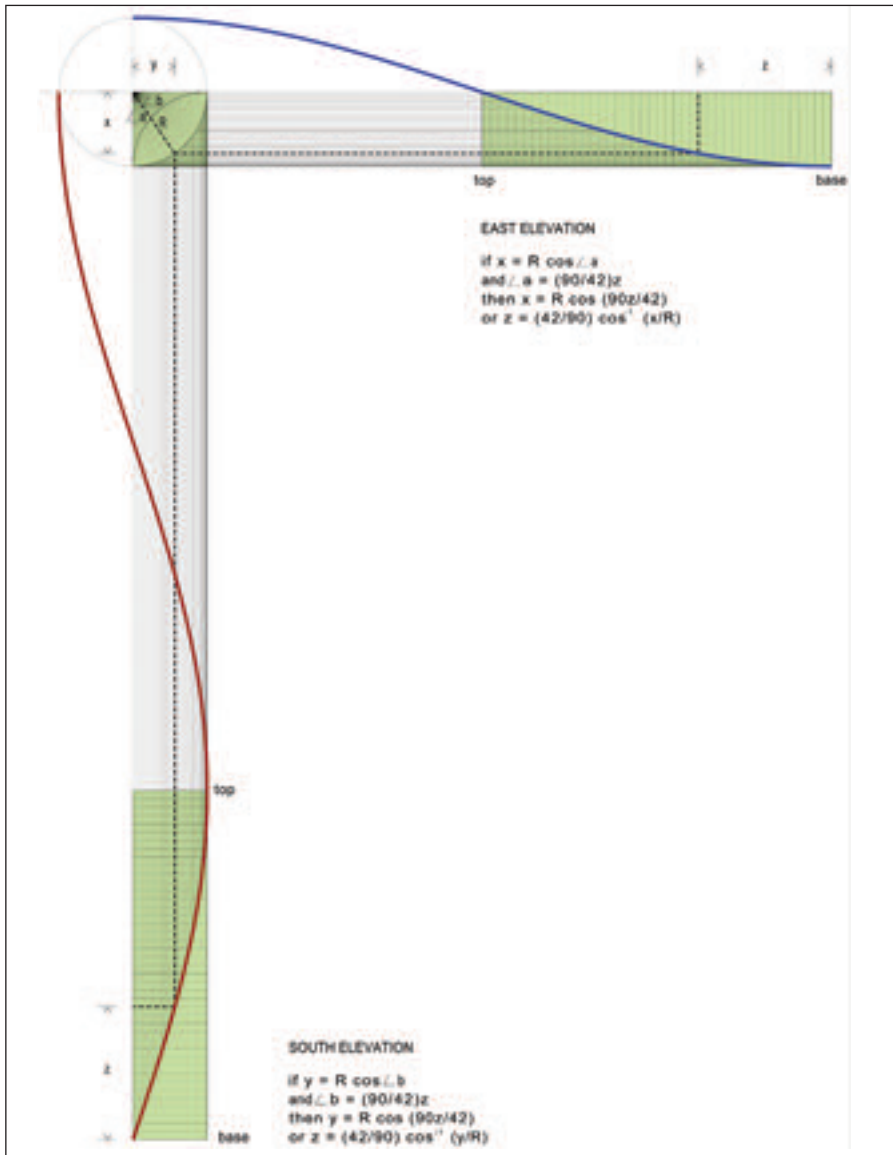 y
z
b
a
R
x
top
base
EAST ELEVATION
if x = R cos∠a
and∠a = (90/42)z
then x = R cos (90z/42)
or z = (42/90) cos⁻¹ (x/R)
top
z
SOUTH ELEVATION
if y = R cos∠b
and∠b = (90/42)z
then y = R cos (90z/42)
or z = (42/90) cos⁻¹ (y/R)
base